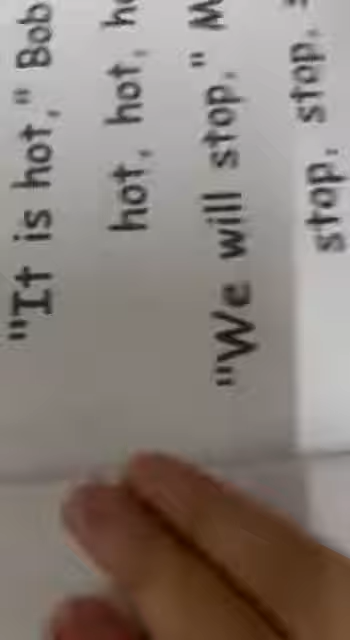 "It is hot," Bob
hot, hot, h
"We will stop," M
stop, stop,